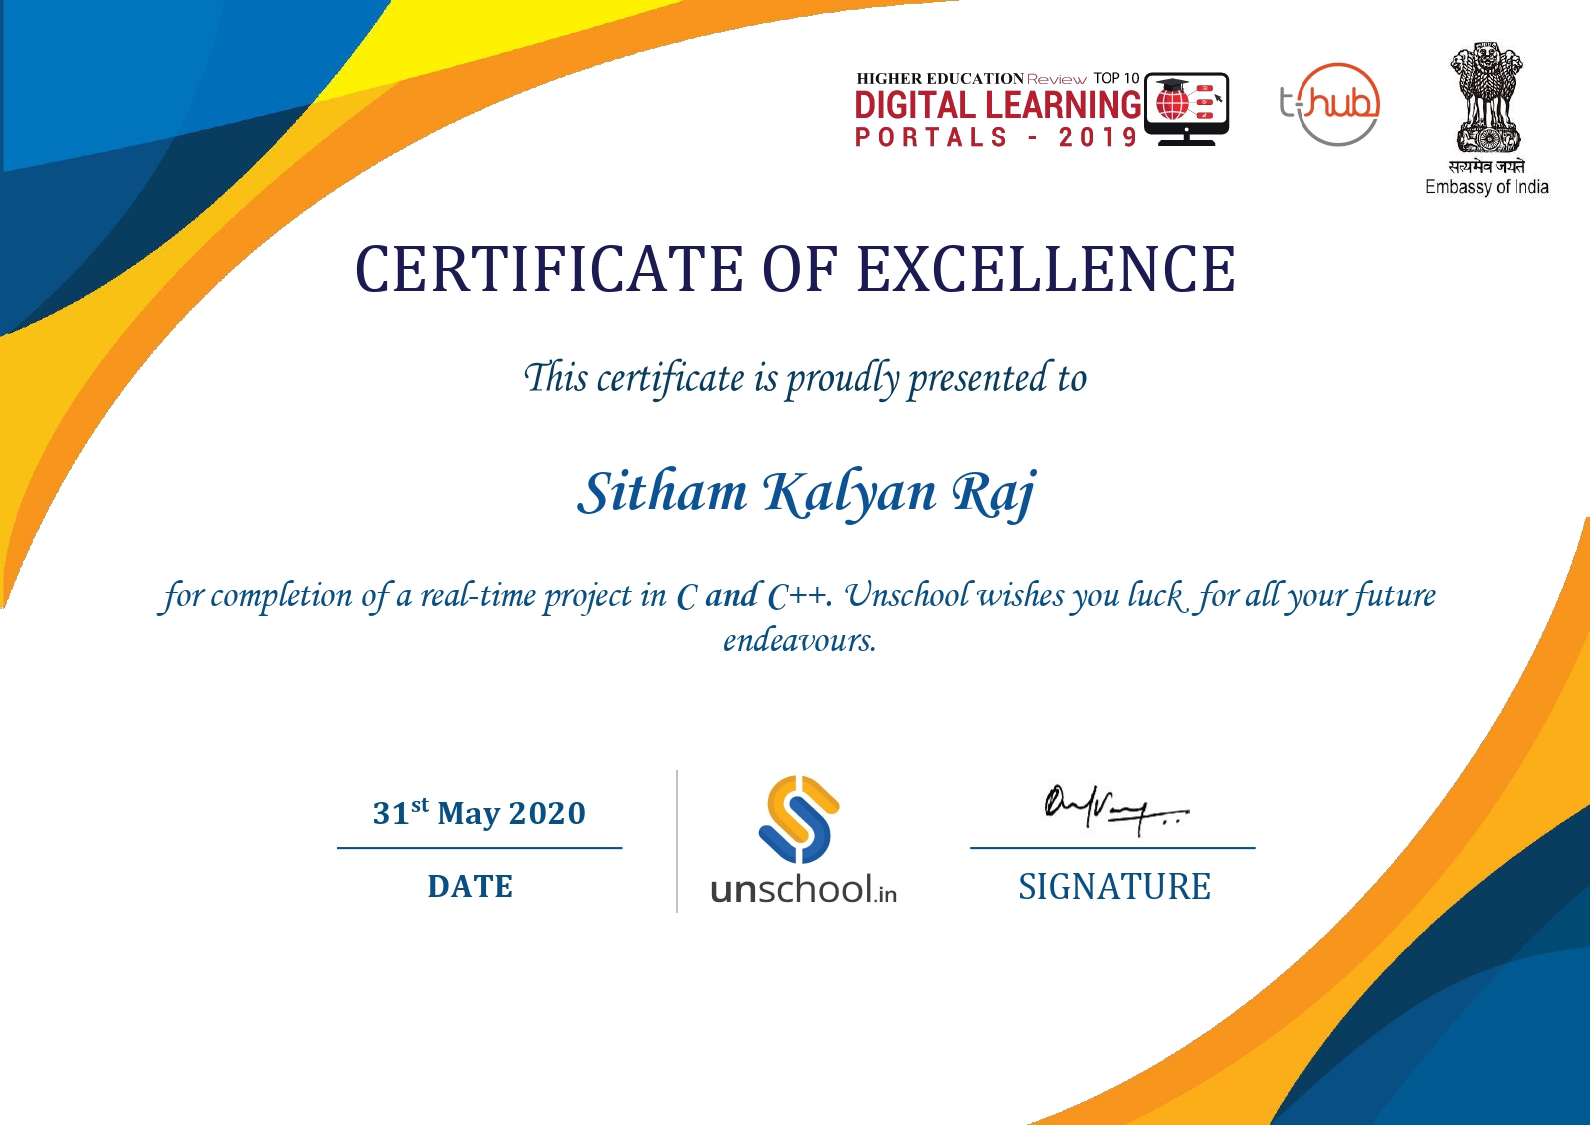 HIGHER EDUCATION Review TOP 10
DIGITAL LEARNING
PORTALS - 2019
t-hub
सत्यमेव जयते
Embassy of India
CERTIFICATE OF EXCELLENCE
This certificate is proudly presented to
Sitham Kalyan Raj
for completion of a real-time project in C and C++. Unschool wishes you luck for all your future
endeavours.
31st May 2020
DATE
unschool.in
SIGNATURE